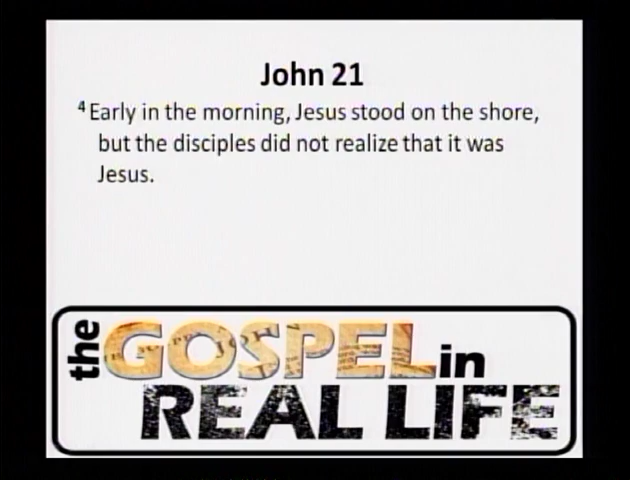 John 21
4 Early in the morning, Jesus stood on the shore,
but the disciples did not realize that it was
Jesus.
the GOSPEL in
REAL LIFE